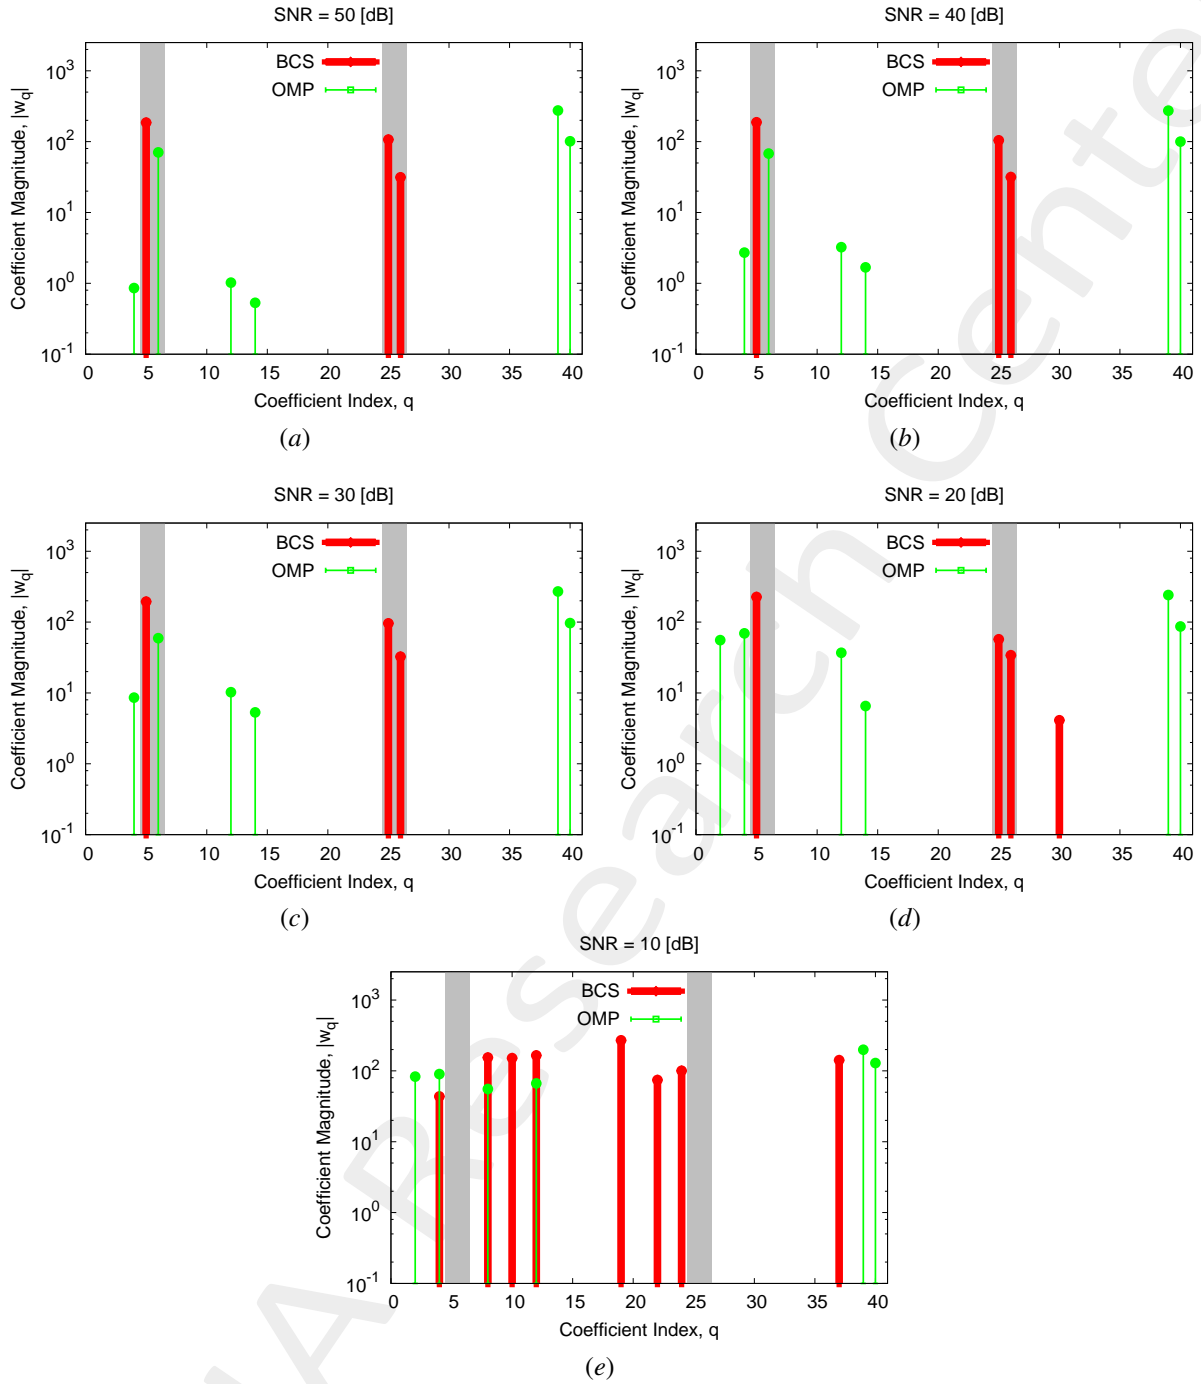 SNR = 50 [dB]
Coefficient Magnitude, |w_q|
10^3
10^2
10^1
10^0
10^-1
BCS
OMP
0 5 10 15 20 25 30 35 40
Coefficient Index, q
(a)
SNR = 40 [dB]
Coefficient Magnitude, |w_q|
10^3
10^2
10^1
10^0
10^-1
BCS
OMP
0 5 10 15 20 25 30 35 40
Coefficient Index, q
(b)
SNR = 30 [dB]
Coefficient Magnitude, |w_q|
10^3
10^2
10^1
10^0
10^-1
BCS
OMP
0 5 10 15 20 25 30 35 40
Coefficient Index, q
(c)
SNR = 20 [dB]
Coefficient Magnitude, |w_q|
10^3
10^2
10^1
10^0
10^-1
BCS
OMP
0 5 10 15 20 25 30 35 40
Coefficient Index, q
(d)
SNR = 10 [dB]
Coefficient Magnitude, |w_q|
10^3
10^2
10^1
10^0
10^-1
BCS
OMP
0 5 10 15 20 25 30 35 40
Coefficient Index, q
(e)
Research